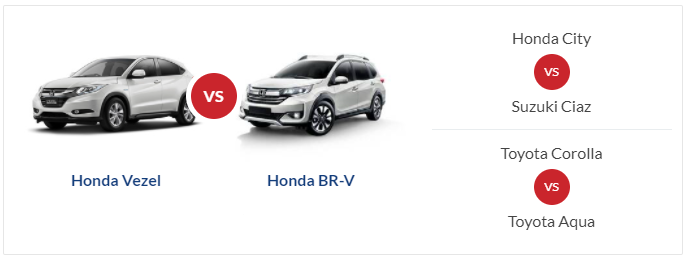 VS
Honda Vezel
Honda BR-V
Honda City
VS
Suzuki Ciaz
Toyota Corolla
VS
Toyota Aqua